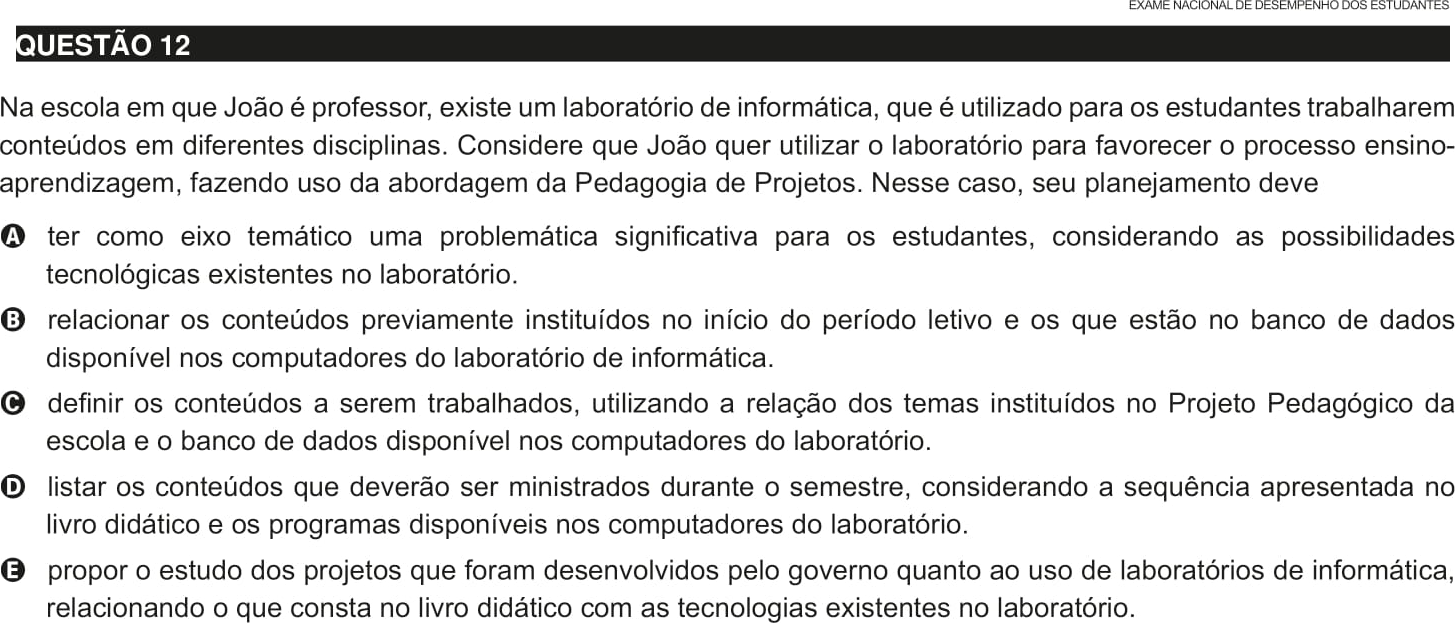 EXAME NACIONAL DE DESEMPENHO DOS ESTUDANTES
QUESTÃO 12
Na escola em que João é professor, existe um laboratório de informática, que é utilizado para os estudantes trabalharem
conteúdos em diferentes disciplinas. Considere que João quer utilizar o laboratório para favorecer o processo ensino-
aprendizagem, fazendo uso da abordagem da Pedagogia de Projetos. Nesse caso, seu planejamento deve
A ter como eixo temático uma problemática significativa para os estudantes, considerando as possibilidades
tecnológicas existentes no laboratório.
B relacionar os conteúdos previamente instituídos no início do período letivo e os que estão no banco de dados
disponível nos computadores do laboratório de informática.
C definir os conteúdos a serem trabalhados, utilizando a relação dos temas instituídos no Projeto Pedagógico da
escola e o banco de dados disponível nos computadores do laboratório.
D listar os conteúdos que deverão ser ministrados durante o semestre, considerando a sequência apresentada no
livro didático e os programas disponíveis nos computadores do laboratório.
E propor o estudo dos projetos que foram desenvolvidos pelo governo quanto ao uso de laboratórios de informática,
relacionando o que consta no livro didático com as tecnologias existentes no laboratório.